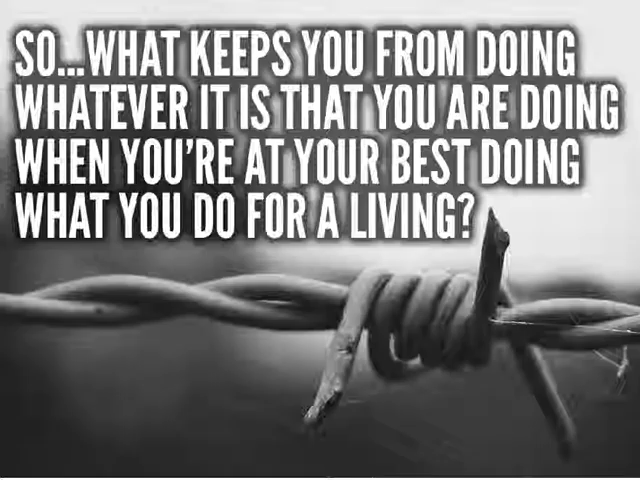 SO...WHAT KEEPS YOU FROM DOING
WHATEVER IT IS THAT YOU ARE DOING
WHEN YOU'RE AT YOUR BEST DOING
WHAT YOU DO FOR A LIVING?